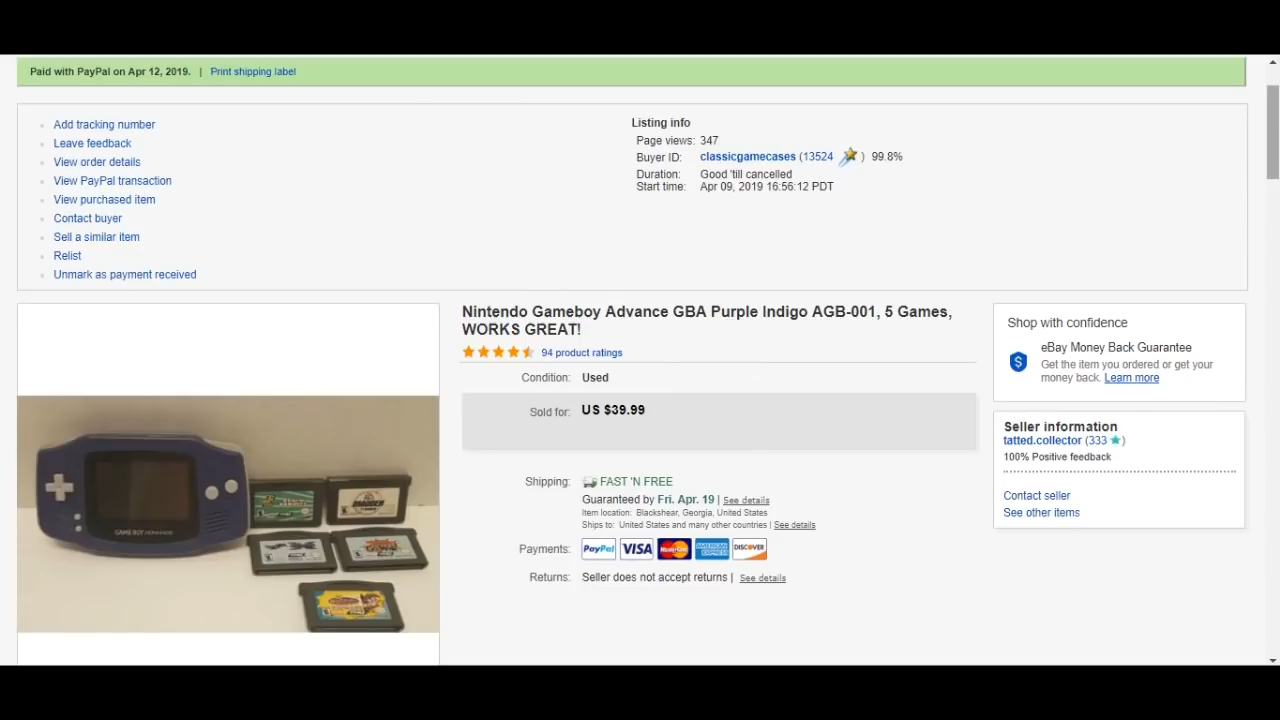 Paid with PayPal on Apr 12, 2019. | Print shipping label
Add tracking number
Leave feedback
View order details
View PayPal transaction
View purchased item
Contact buyer
Sell a similar item
Relist
Unmark as payment received
Listing info
Page views: 347
Buyer ID: classicgamecases (13524 ) 99.8%
Duration: Good 'till cancelled
Start time: Apr 09, 2019 16:56:12 PDT
Nintendo Gameboy Advance GBA Purple Indigo AGB-001, 5 Games,
WORKS GREAT!
94 product ratings
Condition: Used
Sold for: US $39.99
Shipping: FAST 'N FREE
Guaranteed by Fri. Apr. 19 | See details
Item location: Blackshear, Georgia, United States
Ships to: United States and many other countries | See details
Payments: PayPal VISA MasterCard AMERICAN EXPRESS DISCOVER
Returns: Seller does not accept returns | See details
Shop with confidence
eBay Money Back Guarantee
Get the item you ordered or get your
money back. Learn more
Seller information
tatted.collector (333 )
100% Positive feedback
Contact seller
See other items
GAME BOY ADVANCE
MADDEN